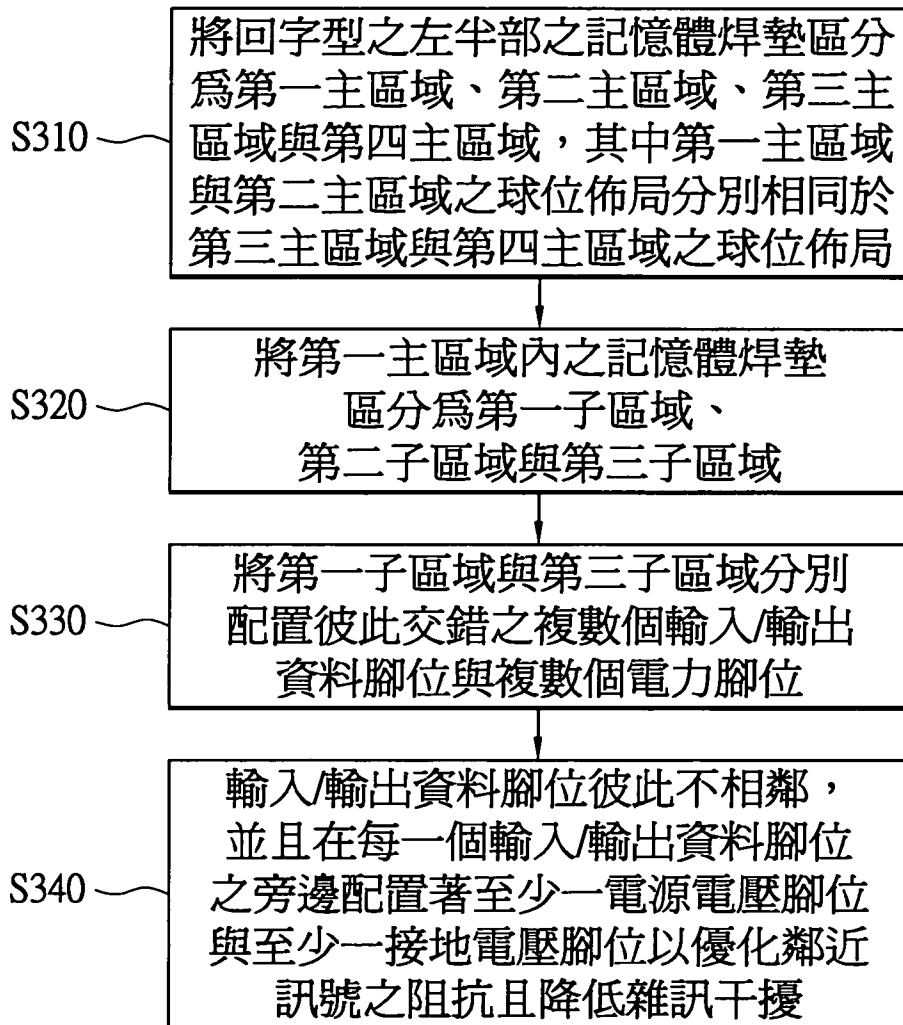 將回字型之左半部之記憶體焊墊區分
為第一主區域、第二主區域、第三主
S310
區域與第四主區域，其中第一主區域
與第二主區域之球位佈局分別相同於
第三主區域與第四主區域之球位佈局
將第一主區域內之記憶體焊墊
S320
區分為第一子區域、
第二子區域與第三子區域
將第一子區域與第三子區域分別
S330
配置彼此交錯之複數個輸入/輸出
資料腳位與複數個電力腳位
輸入/輸出資料腳位彼此不相鄰，
並且在每一個輸入/輸出資料腳位
S340
之旁邊配置著至少一電源電壓腳位
與至少一接地電壓腳位以優化鄰近
訊號之阻抗且降低雜訊干擾